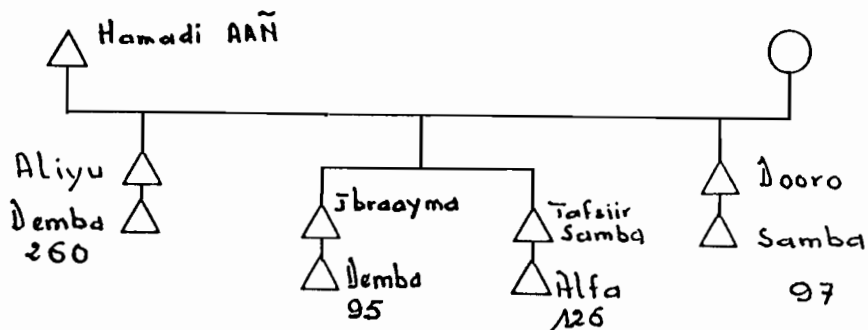 Hamadi AAÑ
Aliyu
Demba
260
Ibraayma
Demba
95
Tafsiir
Samba
Alfa
126
Dooro
Samba
97